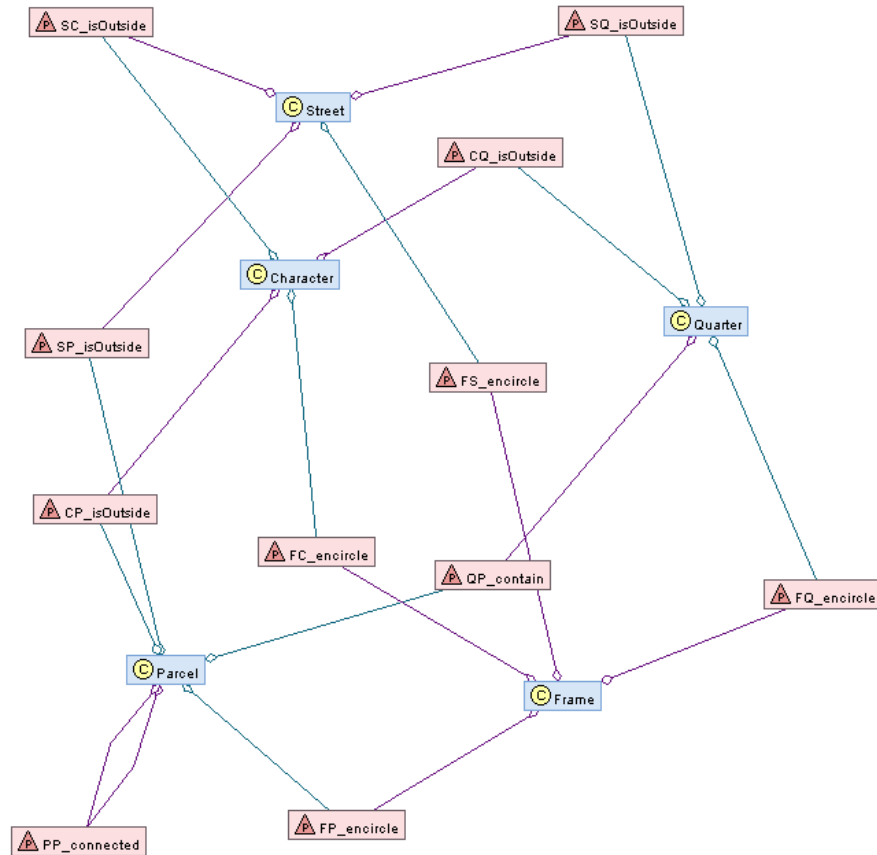 P SC_isOutside
P SQ_isOutside
C Street
P CQ_isOutside
C Character
C Quarter
P SP_isOutside
P FS_encircle
P CP_isOutside
P FC_encircle
P QP_contain
P FQ_encircle
C Parcel
C Frame
P PP_connected
P FP_encircle